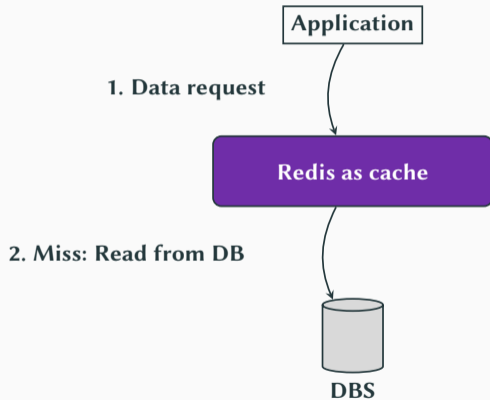 Application
1. Data request
Redis as cache
2. Miss: Read from DB
DBS